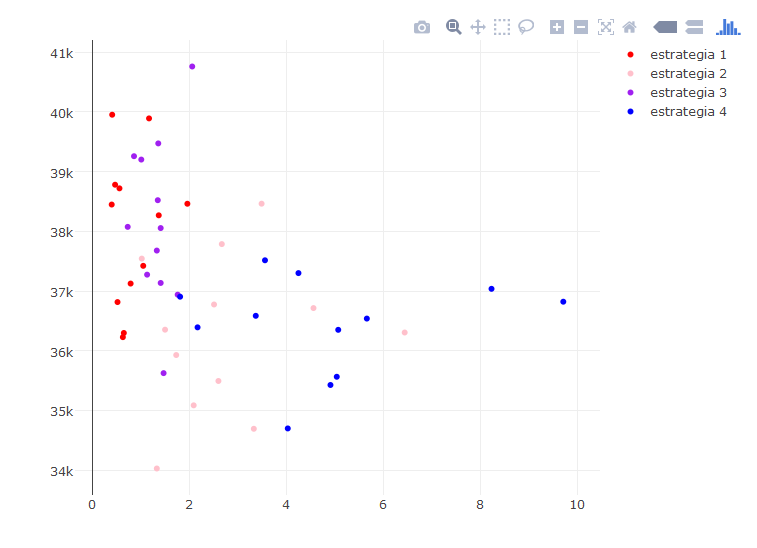 41k
40k
39k
38k
37k
36k
35k
34k
0 2 4 6 8 10
estrategia 1
estrategia 2
estrategia 3
estrategia 4